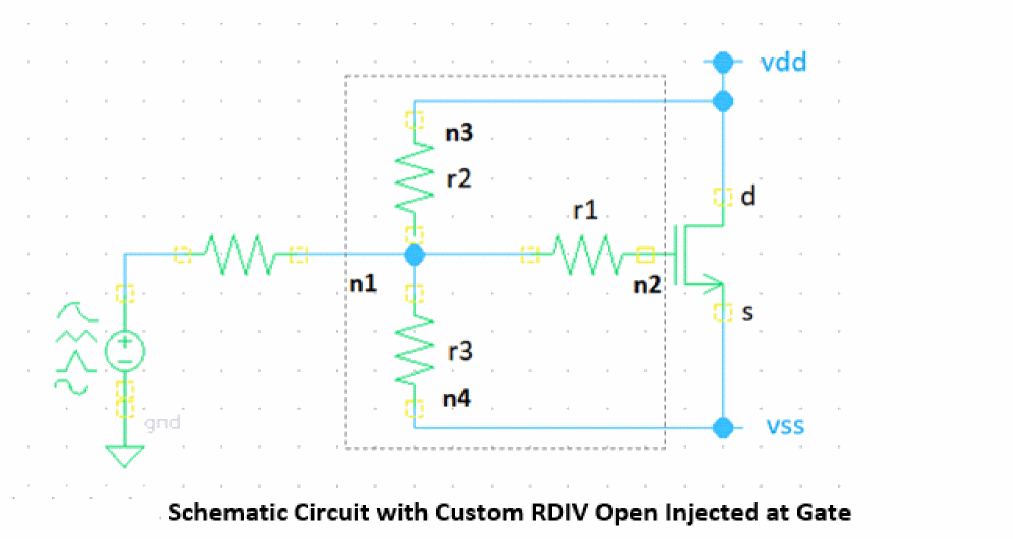 vdd
n3
r2
d
r1
n1
n2
s
r3
n4
gnd
vss
Schematic Circuit with Custom RDIV Open Injected at Gate